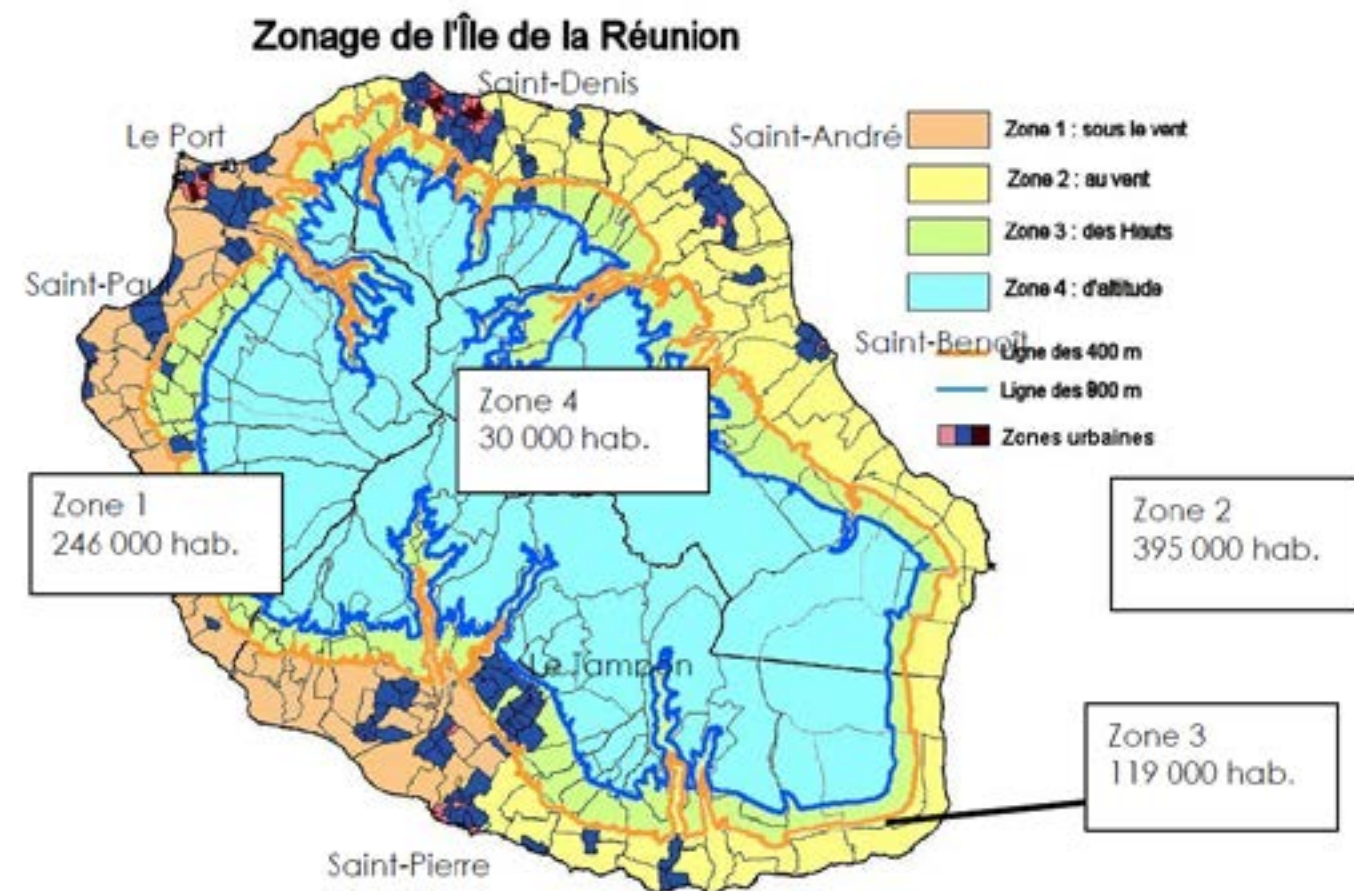 Zonage de l'Île de la Réunion
Saint-Denis
Le Port
Saint-André
Zone 1 : sous le vent
Zone 2 : au vent
Zone 3 : des Hauts
Zone 4 : d'altitude
Saint-Paul
Saint-Benoît
Ligne des 400 m
Ligne des 800 m
Zones urbaines
Zone 4
30 000 hab.
Zone 1
246 000 hab.
Zone 2
395 000 hab.
Le Tampon
Zone 3
119 000 hab.
Saint-Pierre